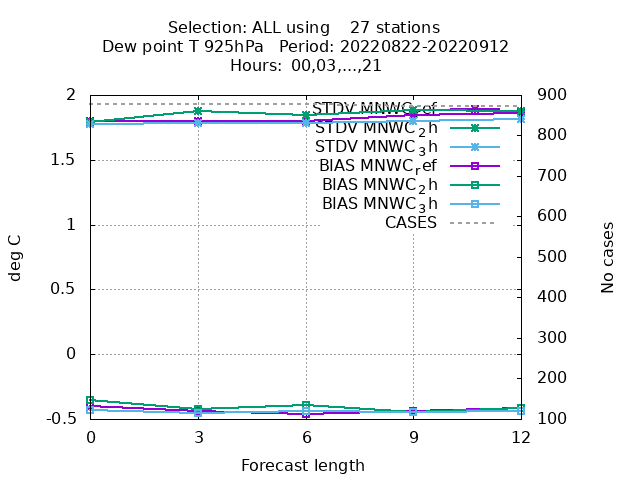 Selection: ALL using 27 stations
Dew point T 925hPa Period: 20220822-20220912
Hours: 00,03,...,21
2 900
STDV MNWC_ref
STDV MNWC_2h 800
STDV MNWC_3h
1.5
BIAS MNWC_ref 700
BIAS MNWC_2h
BIAS MNWC_3h 600
1 CASES
500
deg C No cases
0.5 400
300
0
200
-0.5 100
0 3 6 9 12
Forecast length